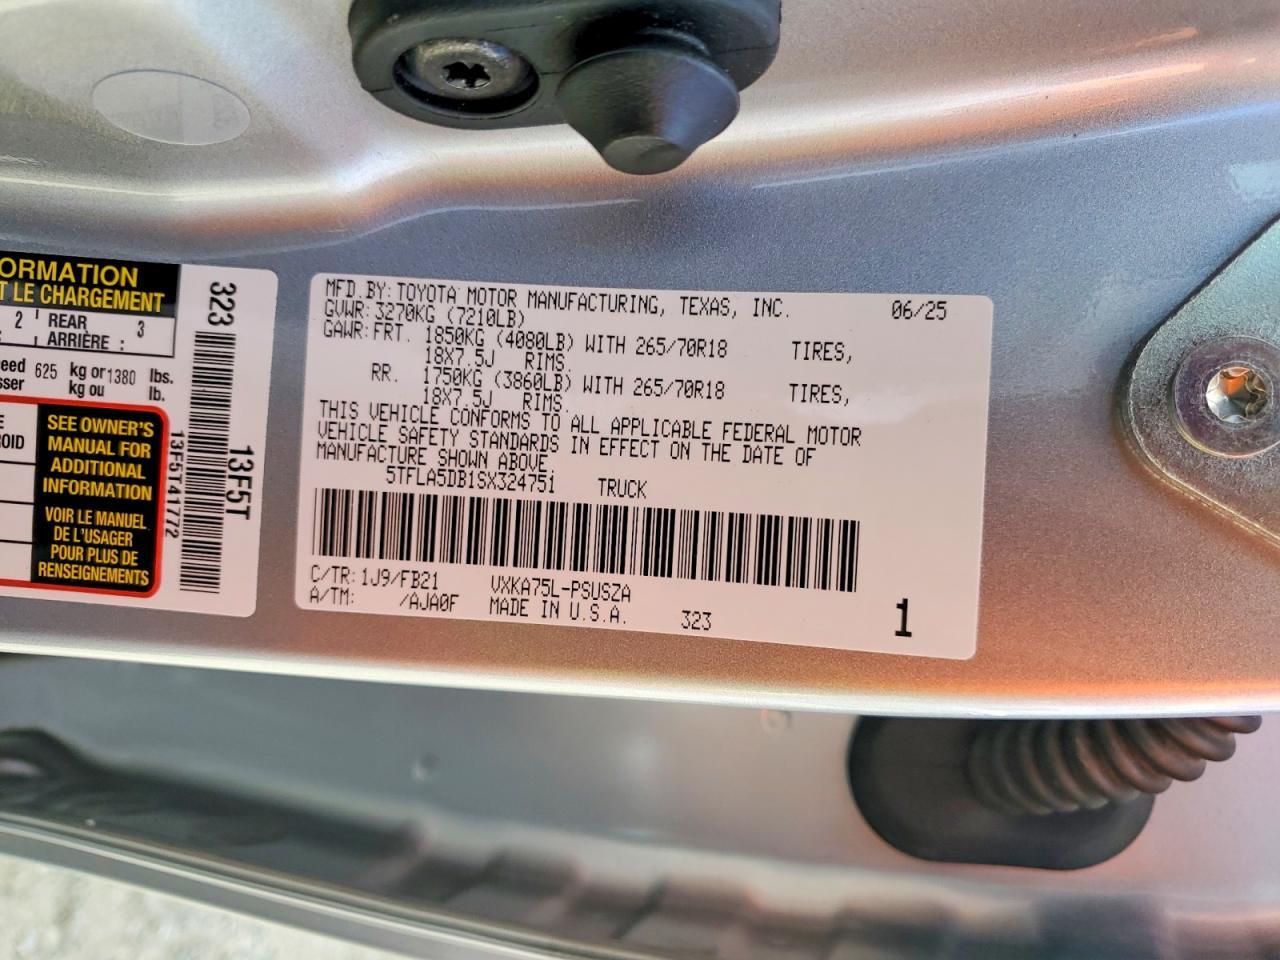 ORMATION
T LE CHARGEMENT
2 REAR 3
ARRIÈRE :
eed 625 kg or 1380 lbs.
sser kg ou lb.
E
ROID
SEE OWNER'S
MANUAL FOR
ADDITIONAL
INFORMATION
VOIR LE MANUEL
DE L'USAGER
POUR PLUS DE
RENSEIGNEMENTS
323
13F5T
13F5T41772
MFD.BY:TOYOTA MOTOR MANUFACTURING, TEXAS, INC. 06/25
GVWR:3270KG (7210LB)
GAWR:FRT. 1850KG (4080LB) WITH 265/70R18 TIRES,
18X7.5J RIMS.
RR. 1750KG (3860LB) WITH 265/70R18 TIRES,
18X7.5J RIMS.
THIS VEHICLE CONFORMS TO ALL APPLICABLE FEDERAL MOTOR
VEHICLE SAFETY STANDARDS IN EFFECT ON THE DATE OF
MANUFACTURE SHOWN ABOVE.
5TFLA5DB1SX324751 TRUCK
C/TR:1J9/FB21 VXKA75L-PSUSZA
A/TM: /AJA0F MADE IN U.S.A. 323 1